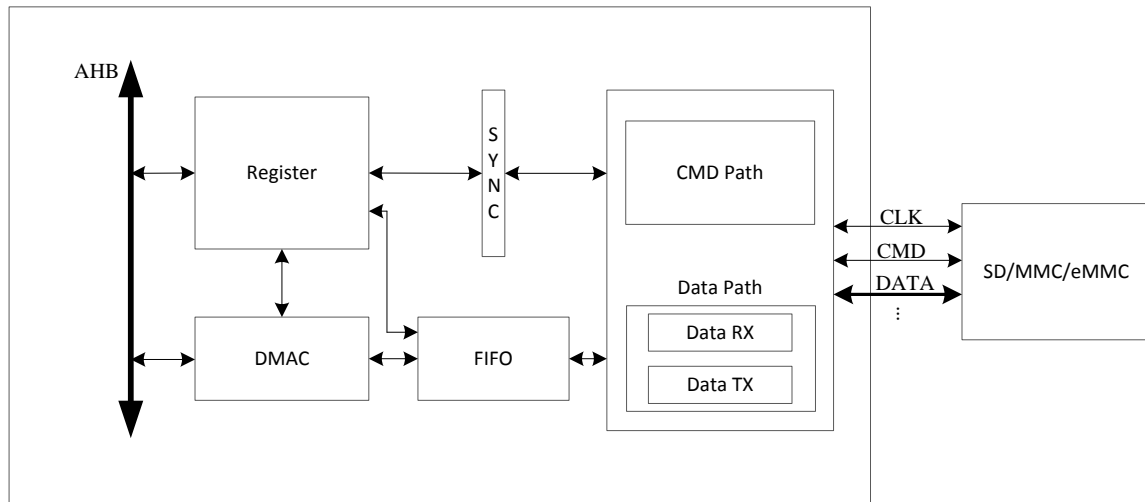 AHB
Register
S
Y
N
C
CMD Path
CLK
CMD
DATA
...
SD/MMC/eMMC
Data Path
Data RX
Data TX
DMAC
FIFO